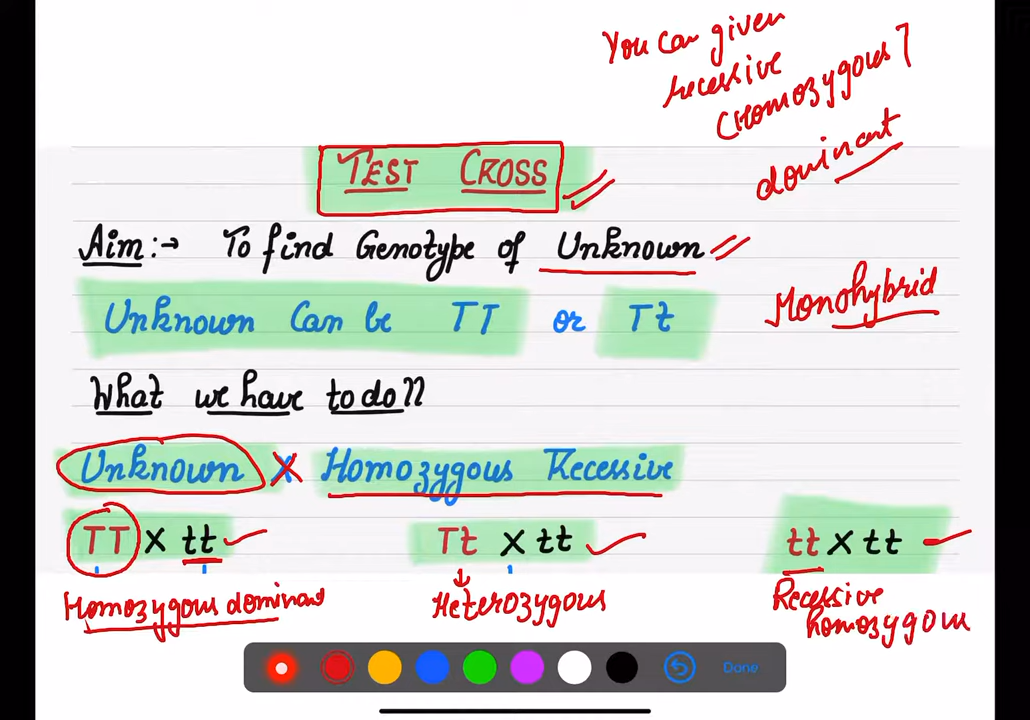 You can given
recessive
(Homozygous?
dominant
TEST CROSS
Aim:→ To find Genotype of Unknown
Unknown Can be TT or Tt
Monohybrid
What we have to do??
Unknown X Homozygous Recessive
TT X tt
Tt X tt
tt X tt
Homozygous dominant
Heterozygous
Recessive
homozygous
Done